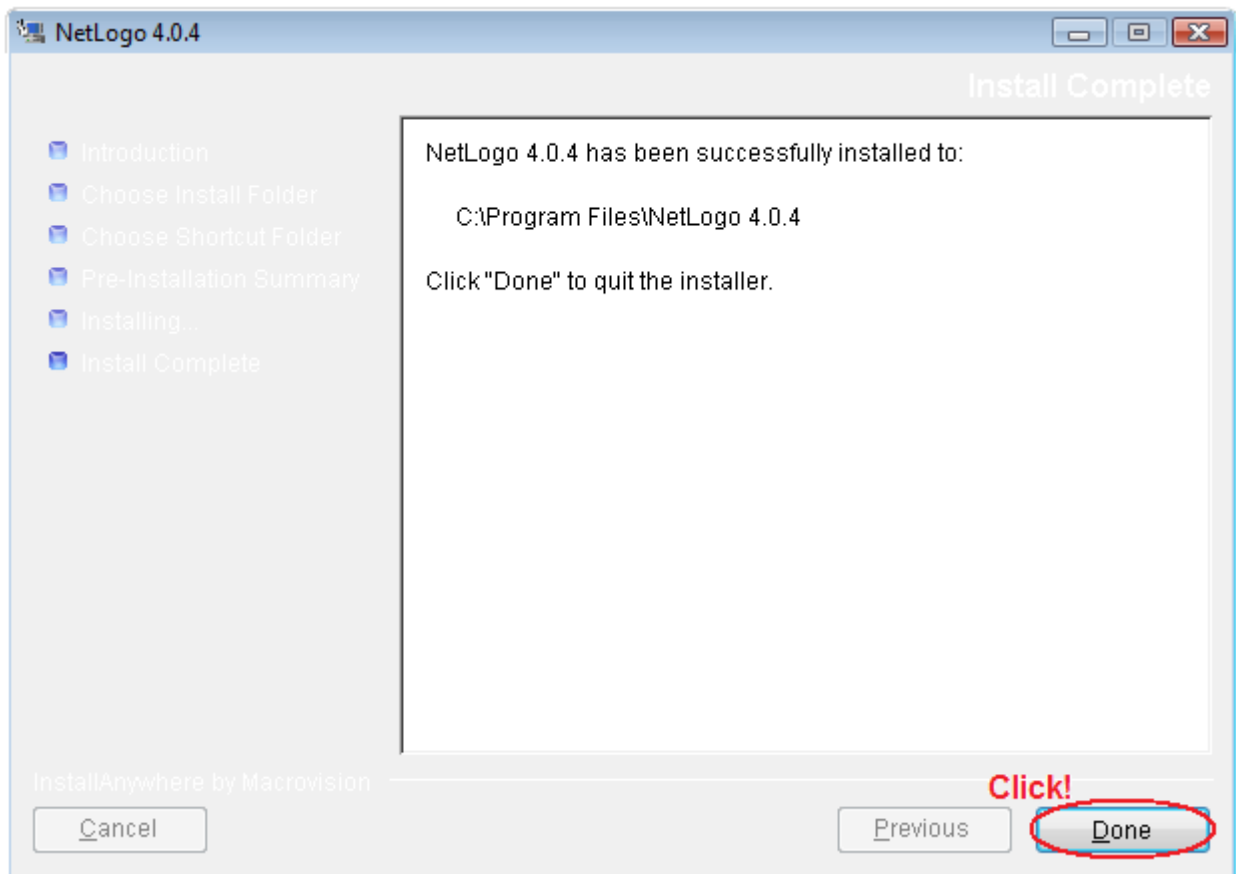 NetLogo 4.0.4
Install Complete
Introduction
Choose Install Folder
Choose Shortcut Folder
Pre-Installation Summary
Installing...
Install Complete
NetLogo 4.0.4 has been successfully installed to:
C:\Program Files\NetLogo 4.0.4
Click "Done" to quit the installer.
InstallAnywhere by Macrovision
Click!
Cancel
Previous
Done